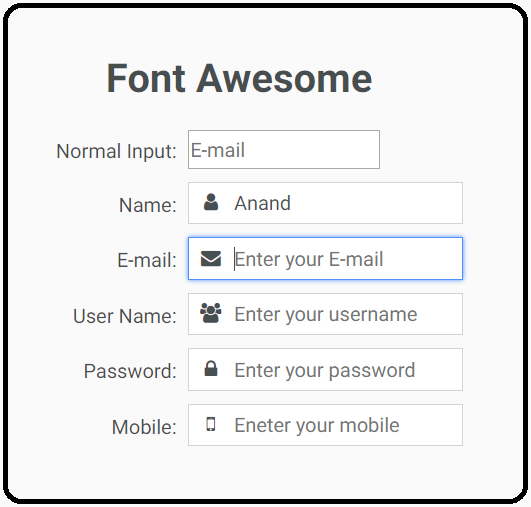 Font Awesome
Normal Input: E-mail
Name: Anand
E-mail: Enter your E-mail
User Name: Enter your username
Password: Enter your password
Mobile: Eneter your mobile